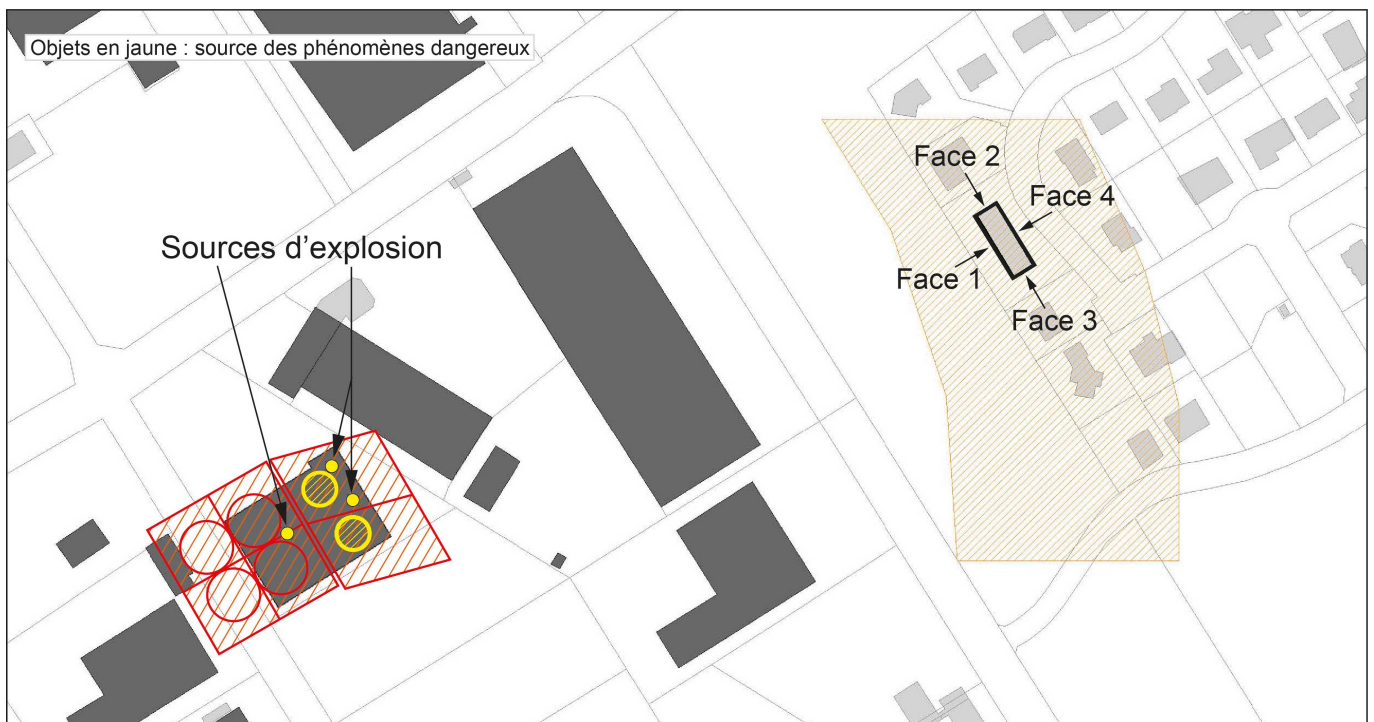 Objets en jaune : source des phénomènes dangereux
Face 2
Face 4
Sources d’explosion
Face 1
Face 3